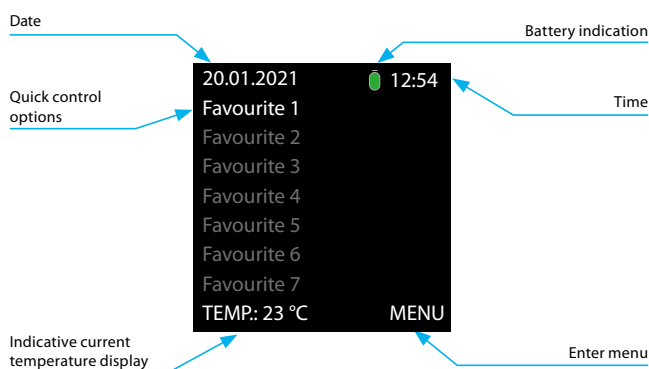 Date
Battery indication
20.01.2021 12:54
Quick control
options
Time
Favourite 1
Favourite 2
Favourite 3
Favourite 4
Favourite 5
Favourite 6
Favourite 7
TEMP.: 23 °C MENU
Indicative current
temperature display
Enter menu